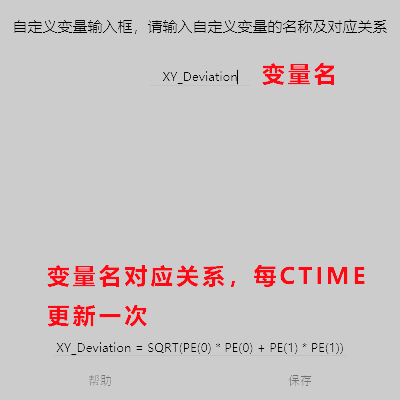 自定义变量输入框，请输入自定义变量的名称及对应关系
XY_Deviation 变量名
变量名对应关系，每CTIME
更新一次
XY_Deviation = SQRT(PE(0) * PE(0) + PE(1) * PE(1))
帮助 保存